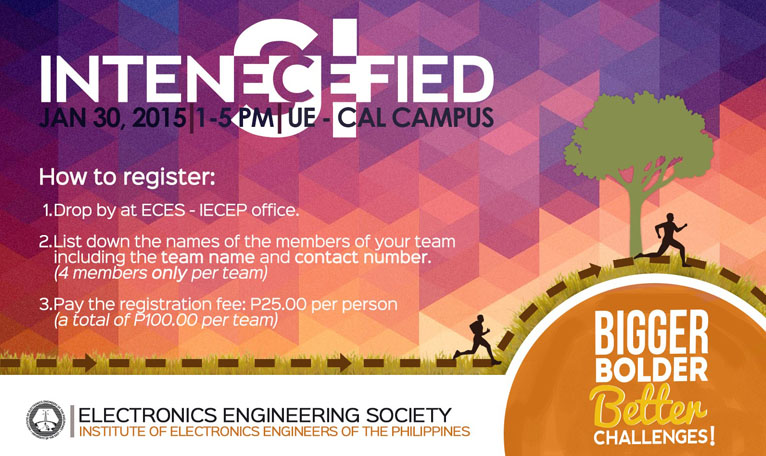 S!
INTENECEFIED
JAN 30, 2015|1-5 PM|UE - CAL CAMPUS
How to register:
1.Drop by at ECES - IECEP office.
2.List down the names of the members of your team
including the team name and contact number.
(4 members only per team)
3.Pay the registration fee: P25.00 per person
(a total of P100.00 per team)
BIGGER
BOLDER
Better
CHALLENGES!
ELECTRONICS ENGINEERING SOCIETY
INSTITUTE OF ELECTRONICS ENGINEERS OF THE PHILIPPINES